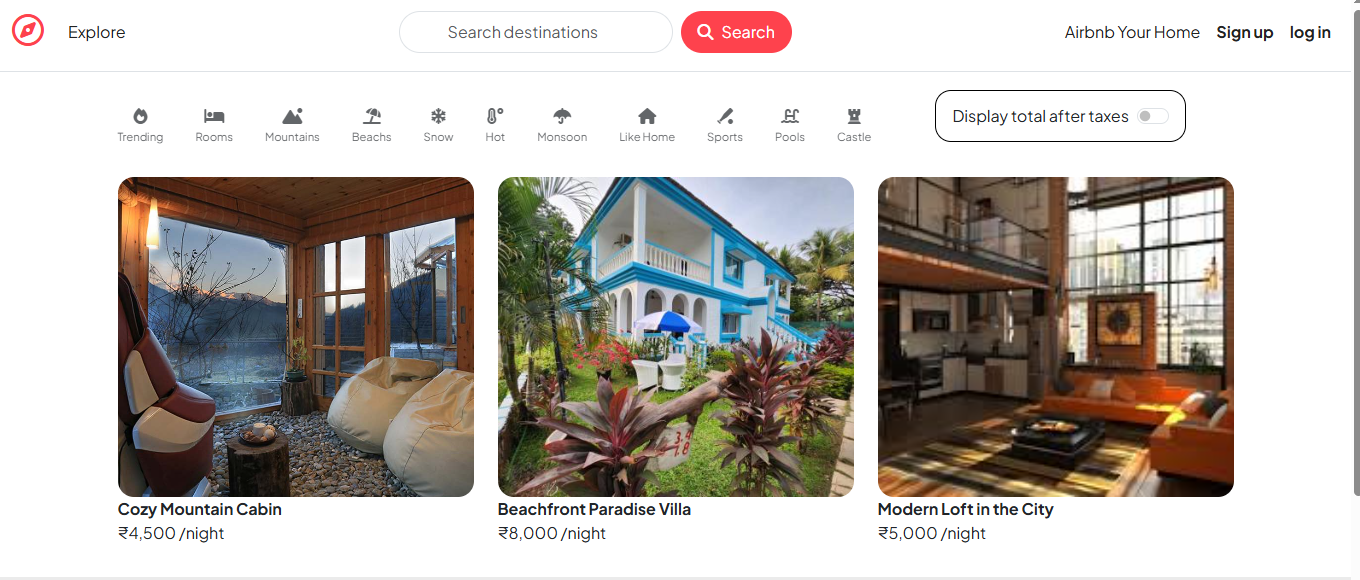 Explore
Search destinations
Search
Airbnb Your Home Sign up log in
Trending Rooms Mountains Beachs Snow Hot Monsoon Like Home Sports Pools Castle
Display total after taxes
Cozy Mountain Cabin
₹4,500 /night
Beachfront Paradise Villa
₹8,000 /night
Modern Loft in the City
₹5,000 /night